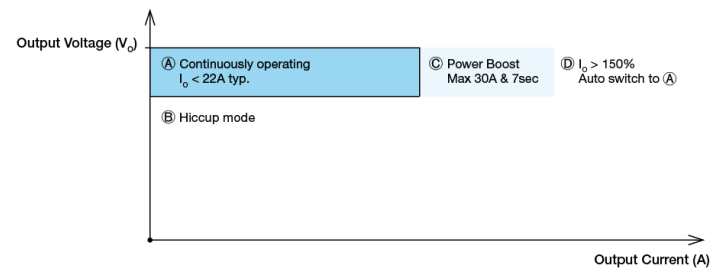 Output Voltage (Vo)
Ⓐ Continuously operating
Io < 22A typ.
Ⓒ Power Boost
Max 30A & 7sec
Ⓓ Io > 150%
Auto switch to Ⓐ
Ⓑ Hiccup mode
Output Current (A)